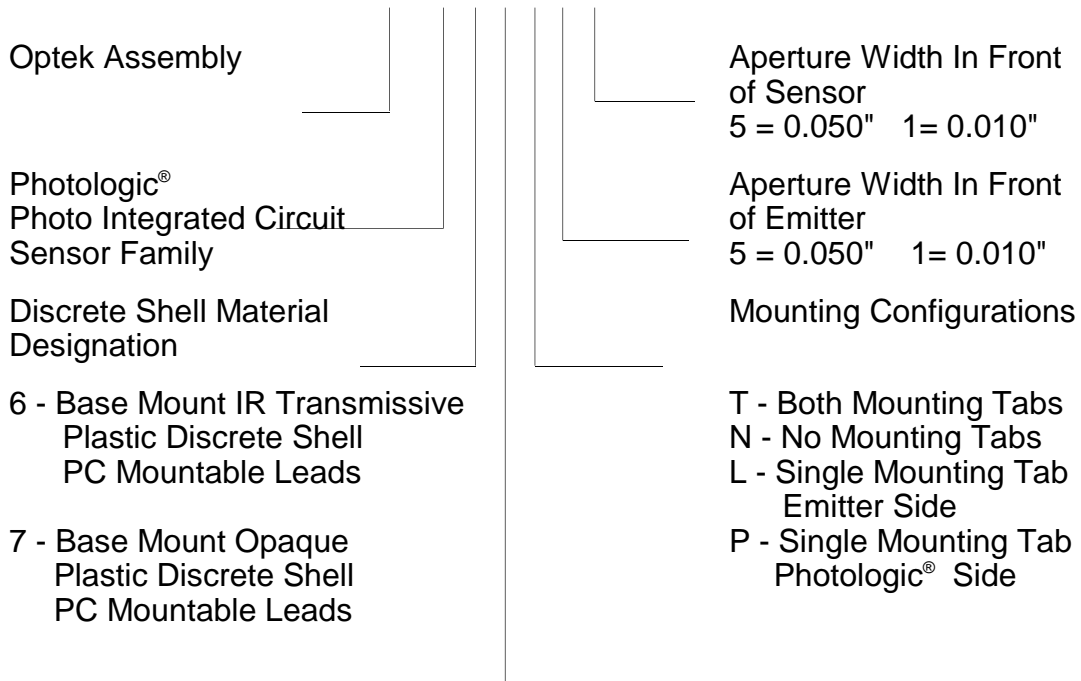 Optek Assembly
Photologic®
Photo Integrated Circuit
Sensor Family
Discrete Shell Material
Designation
6 - Base Mount IR Transmissive
Plastic Discrete Shell
PC Mountable Leads
7 - Base Mount Opaque
Plastic Discrete Shell
PC Mountable Leads
Aperture Width In Front
of Sensor
5 = 0.050" 1= 0.010"
Aperture Width In Front
of Emitter
5 = 0.050" 1= 0.010"
Mounting Configurations
T - Both Mounting Tabs
N - No Mounting Tabs
L - Single Mounting Tab
Emitter Side
P - Single Mounting Tab
Photologic® Side